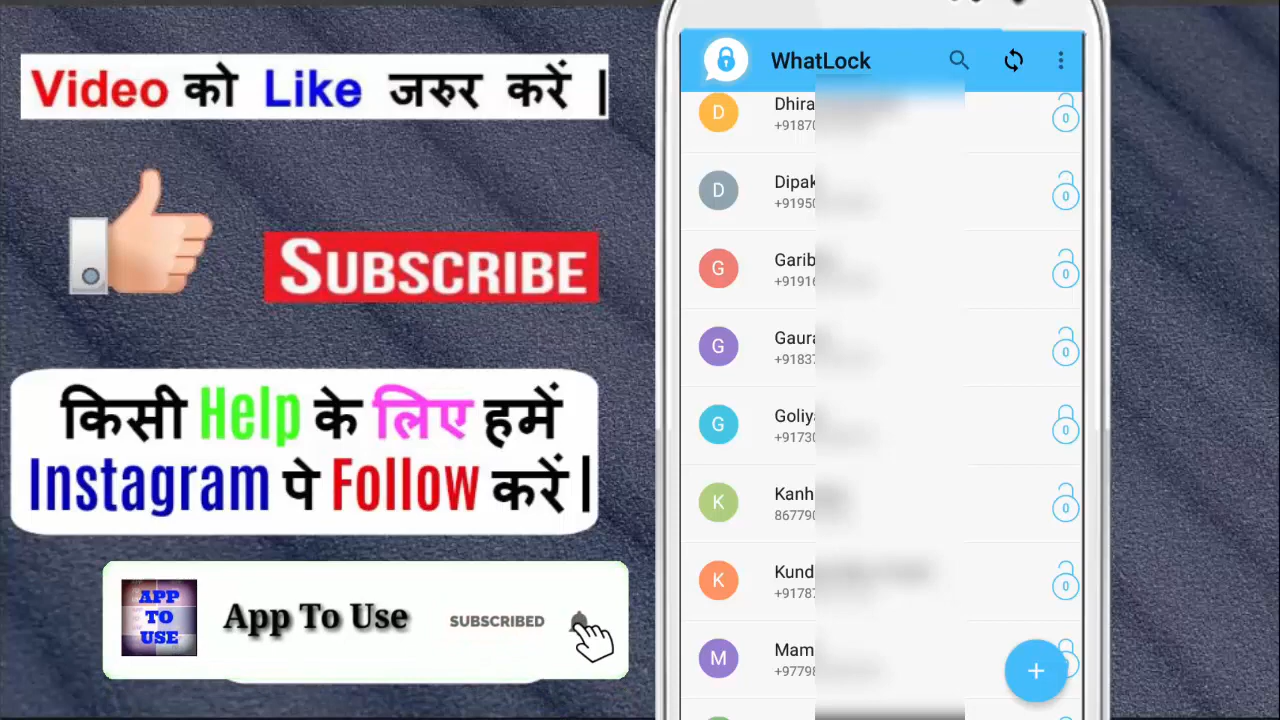 Video को Like जरुर करें |
SUBSCRIBE
किसी Help के लिए हमें
Instagram पे Follow करें |
APP
TO
USE
App To Use
SUBSCRIBED
WhatLock
D
Dhira
+9187
0
D
Dipak
+9195
0
G
Garib
+9191
0
G
Gaura
+9183
0
G
Goliy
+9173
0
K
Kanh
86779
0
K
Kund
+9178
0
M
Mam
+9779
+